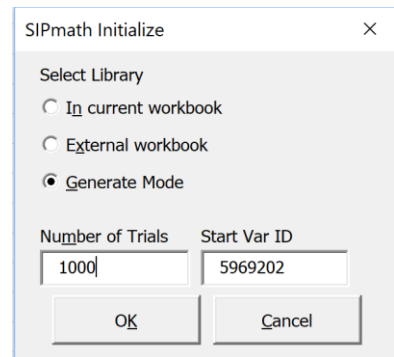 SIPmath Initialize
Select Library
In current workbook
External workbook
Generate Mode
Number of Trials Start Var ID
1000 5969202
OK Cancel